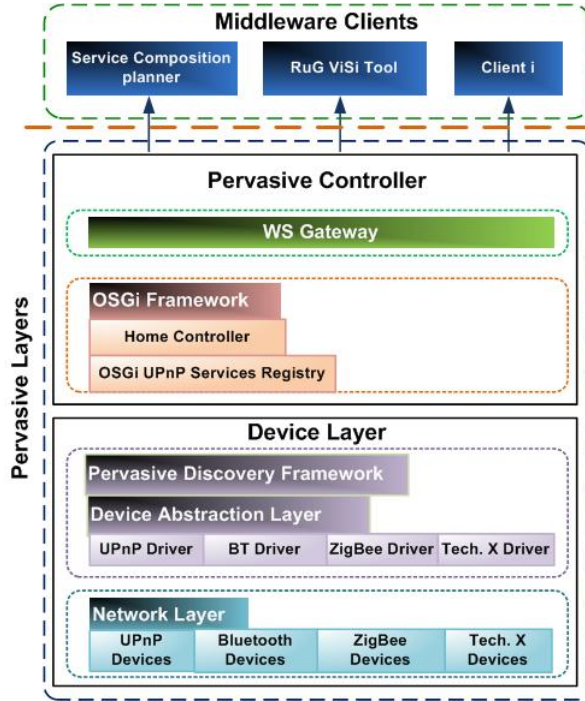 Middleware Clients
Service Composition
planner
RuG ViSi Tool
Client i
Pervasive Layers
Pervasive Controller
WS Gateway
OSGi Framework
Home Controller
OSGI UPnP Services Registry
Device Layer
Pervasive Discovery Framework
Device Abstraction Layer
UPnP Driver
BT Driver
ZigBee Driver
Tech. X Driver
Network Layer
UPnP
Devices
Bluetooth
Devices
ZigBee
Devices
Tech. X
Devices